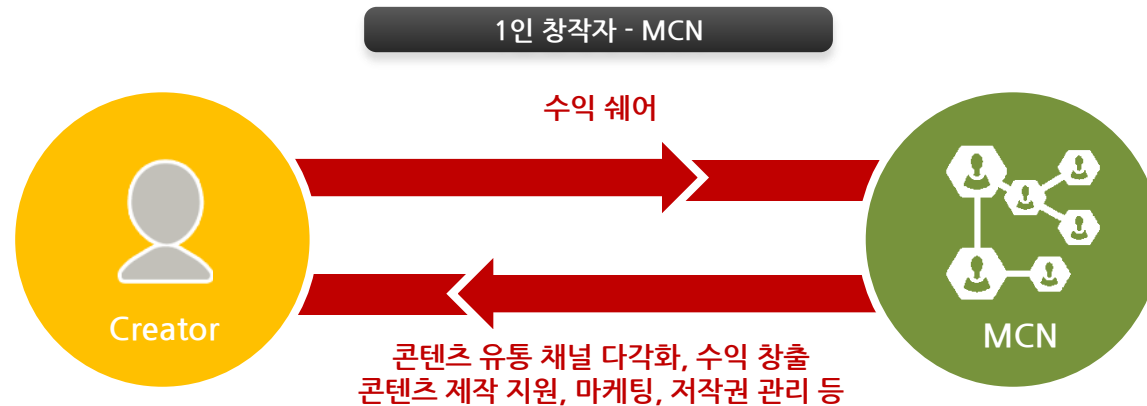 1인 창작자 - MCN
수익 쉐어
Creator
MCN
콘텐츠 유통 채널 다각화, 수익 창출
콘텐츠 제작 지원, 마케팅, 저작권 관리 등